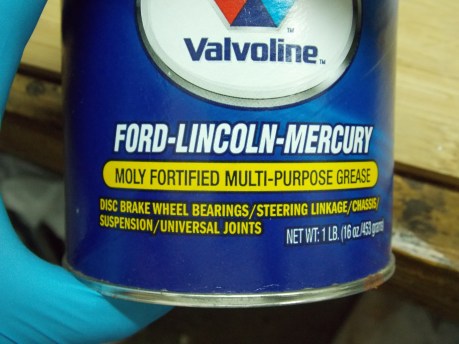 Valvoline™
FORD-LINCOLN-MERCURY
MOLY FORTIFIED MULTI-PURPOSE GREASE
DISC BRAKE WHEEL BEARINGS/STEERING LINKAGE/CHASSIS/
SUSPENSION/UNIVERSAL JOINTS
NET WT: 1 LB. (16 oz./453 grams)